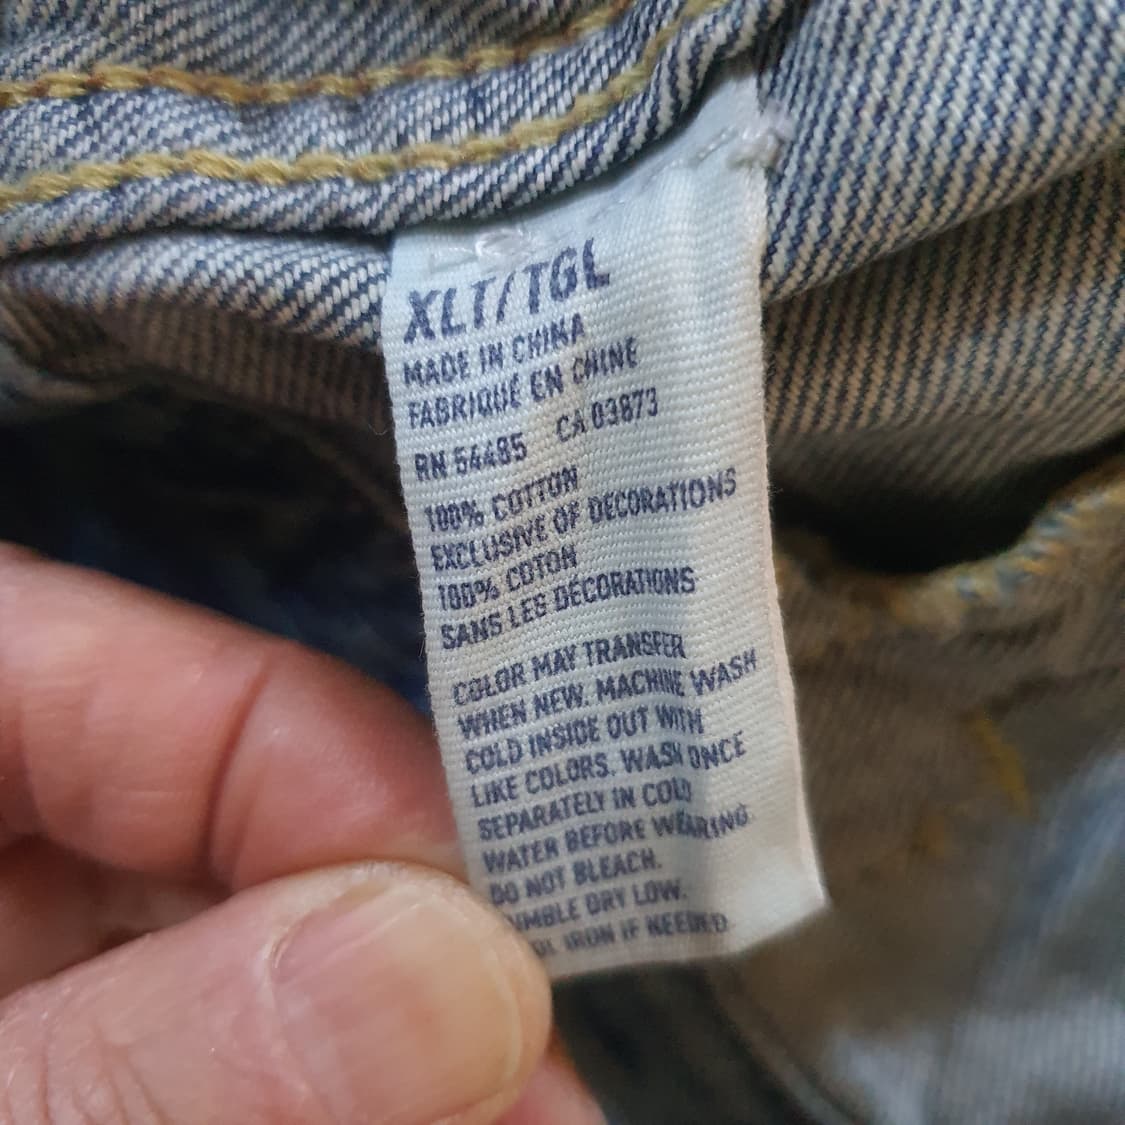 XLT/TGL
MADE IN CHINA
FABRIQUÉ EN CHINE
RN 54485 CA 03873
100% COTTON
EXCLUSIVE OF DECORATIONS
100% COTON
SANS LES DÉCORATIONS
COLOR MAY TRANSFER
WHEN NEW. MACHINE WASH
COLD INSIDE OUT WITH
LIKE COLORS. WASH ONCE
SEPARATELY IN COLD
WATER BEFORE WEARING
DO NOT BLEACH.
UMBLE DRY LOW.
OL IRON IF NEEDED